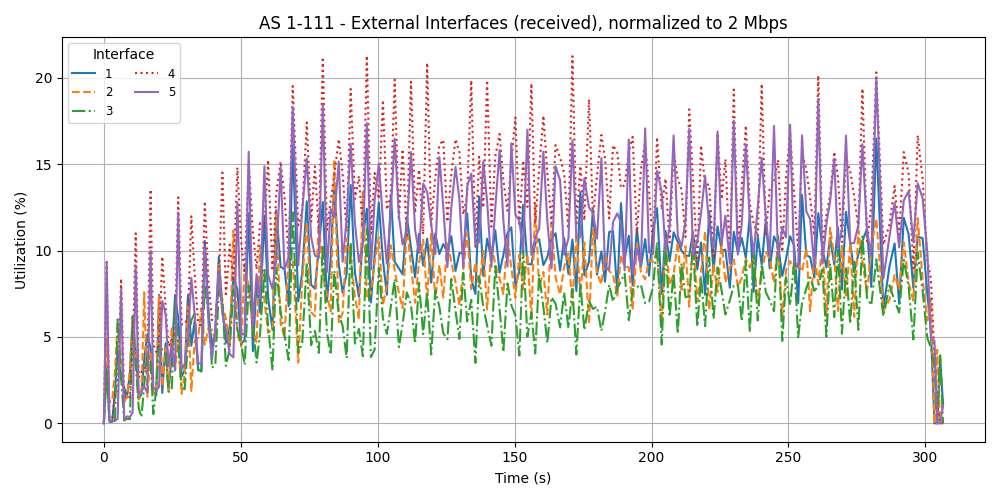 AS 1-111 - External Interfaces (received), normalized to 2 Mbps
Interface
1
2
3
4
5
Utilization (%)
20
15
10
5
0
0 50 100 150 200 250 300
Time (s)